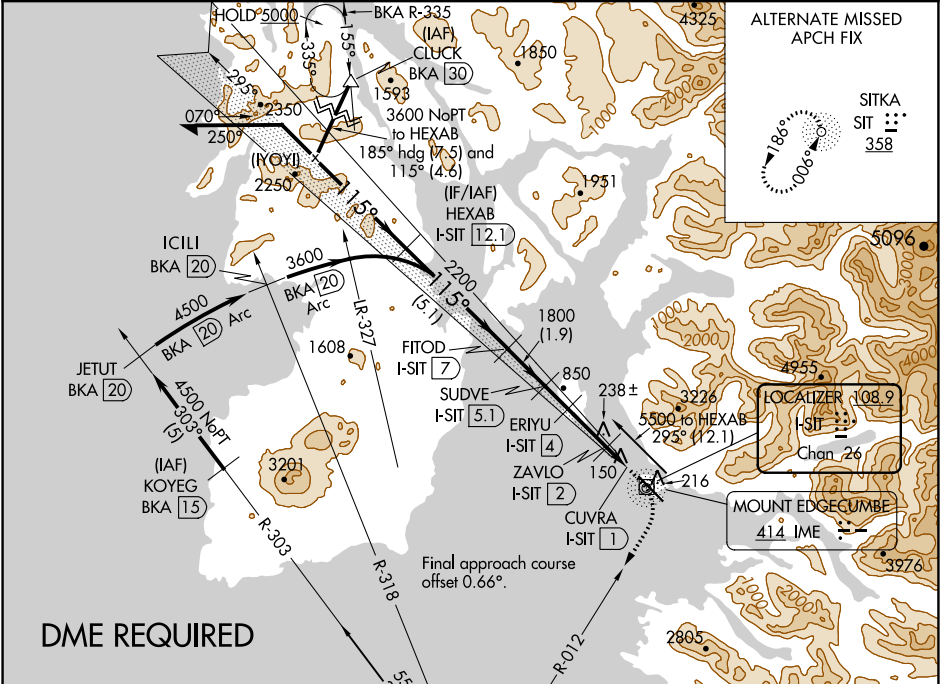 HOLD 5000
BKA R-335
335°
155°
(IAF)
CLUCK
BKA 30
1850
4325
ALTERNATE MISSED
APCH FIX
SITKA
SIT
358
186°
006°
295°
2350
1593
070°
250°
3600 NoPT
to HEXAB
185° hdg (7.5) and
115° (4.6)
1000
(IYOYI)
2250
115°
(IF/IAF)
HEXAB
I-SIT 12.1
1951
5096
ICILI
BKA 20
3600
BKA 20
Arc
4500
BKA 20 Arc
LR-327
2200
115°
(5.1)
1800
(1.9)
1000
2000
4000
JETUT
BKA 20
1608
FITOD
I-SIT 7
850
4955
SUDVE
I-SIT 5.1
238 ±
3226
LOCALIZER 108.9
I-SIT
Chan 26
4500 NoPT
303°
(5)
ERIYU
I-SIT 4
5500 to HEXAB
295° (12.1)
(IAF)
KOYEG
BKA 15
3201
ZAVLO
I-SIT 2
150
216
MOUNT EDGECUMBE
414 IME
CUVRA
I-SIT 1
R-303
R-318
Final approach course
offset 0.66°.
3976
2000
1000
DME REQUIRED
R-012
2805
55